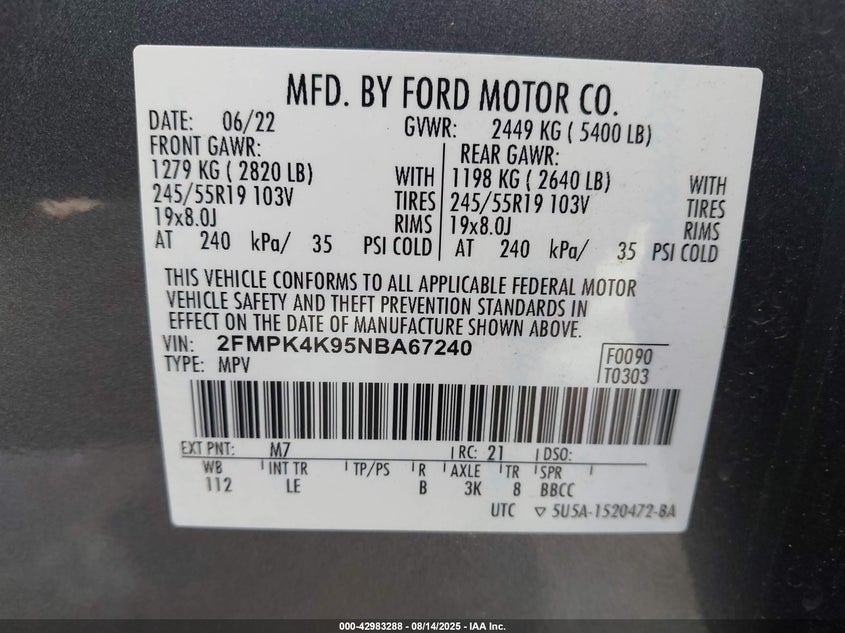 MFD. BY FORD MOTOR CO.
DATE: 06/22 GVWR: 2449 KG ( 5400 LB)
FRONT GAWR: REAR GAWR:
1279 KG ( 2820 LB) WITH 1198 KG ( 2640 LB) WITH
245/55R19 103V TIRES 245/55R19 103V TIRES
19x8.0J RIMS 19x8.0J RIMS
AT 240 kPa/ 35 PSI COLD AT 240 kPa/ 35 PSI COLD
THIS VEHICLE CONFORMS TO ALL APPLICABLE FEDERAL MOTOR
VEHICLE SAFETY AND THEFT PREVENTION STANDARDS IN
EFFECT ON THE DATE OF MANUFACTURE SHOWN ABOVE.
VIN: 2FMPK4K95NBA67240 F0090
TYPE: MPV T0303
EXT PNT: M7 RC: 21 DSO:
WB INT TR TP/PS R AXLE TR SPR
112 LE B 3K 8 BBCC
UTC ▽ 5U5A-1520472-BA
000-42983288 - 08/14/2025 - IAA Inc.